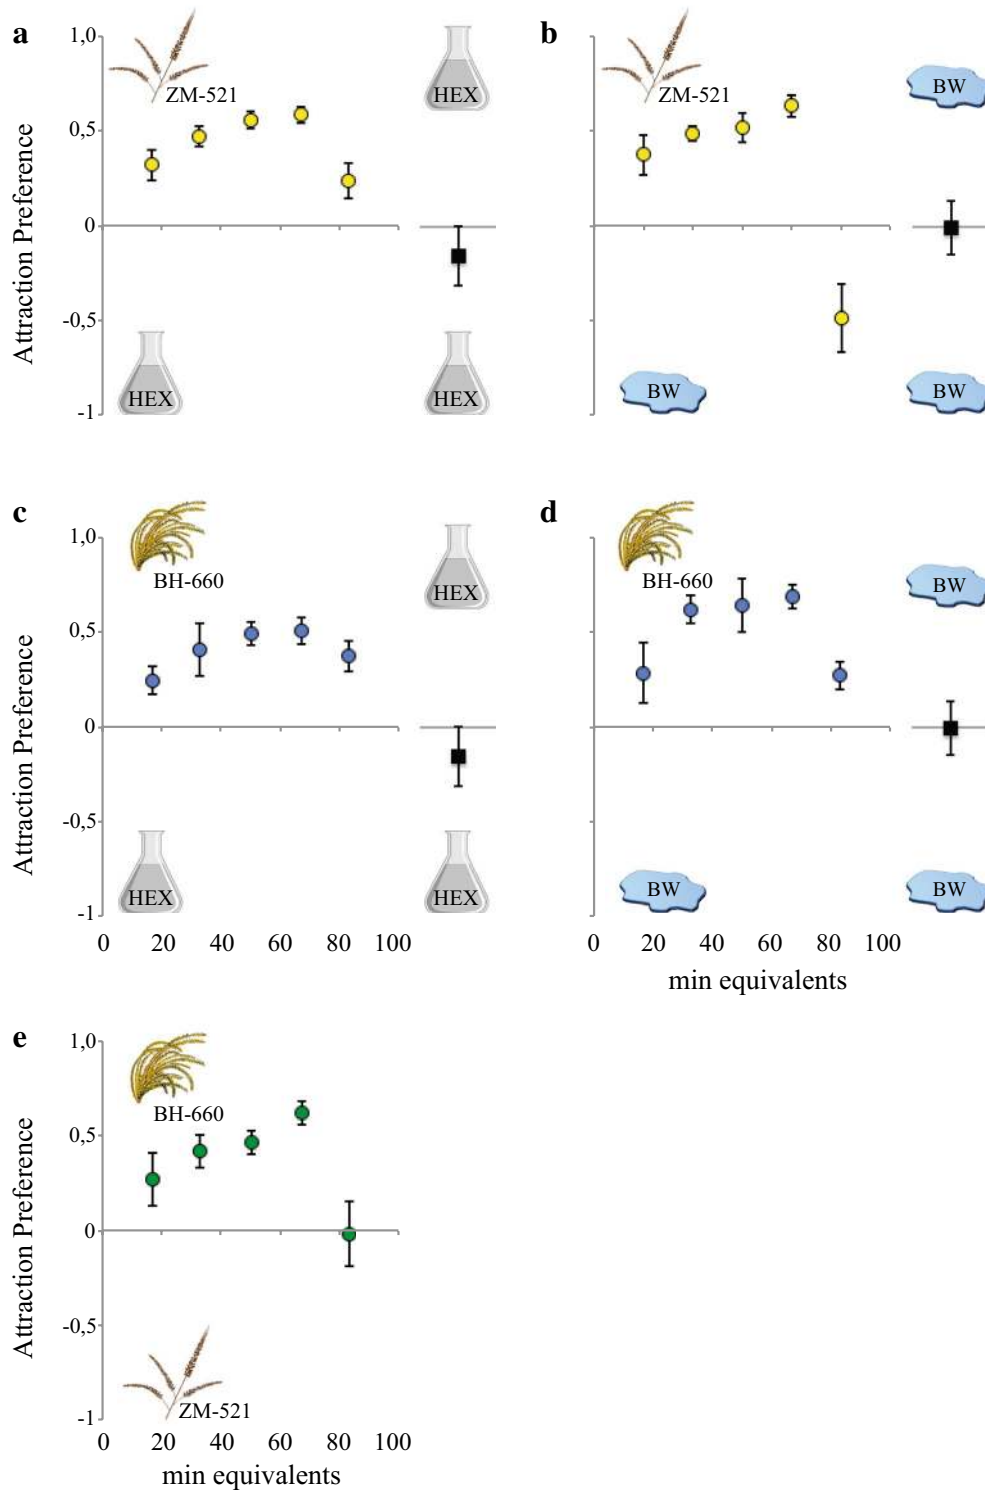 a
1,0
0,5
0
-0,5
-1
Attraction Preference
ZM-521
HEX
HEX
HEX
b
ZM-521
BW
BW
BW
c
1,0
0,5
0
-0,5
-1
Attraction Preference
BH-660
HEX
HEX
HEX
0 20 40 60 80 100
d
BH-660
BW
BW
BW
0 20 40 60 80 100
min equivalents
e
1,0
0,5
0
-0,5
-1
Attraction Preference
BH-660
ZM-521
0 20 40 60 80 100
min equivalents